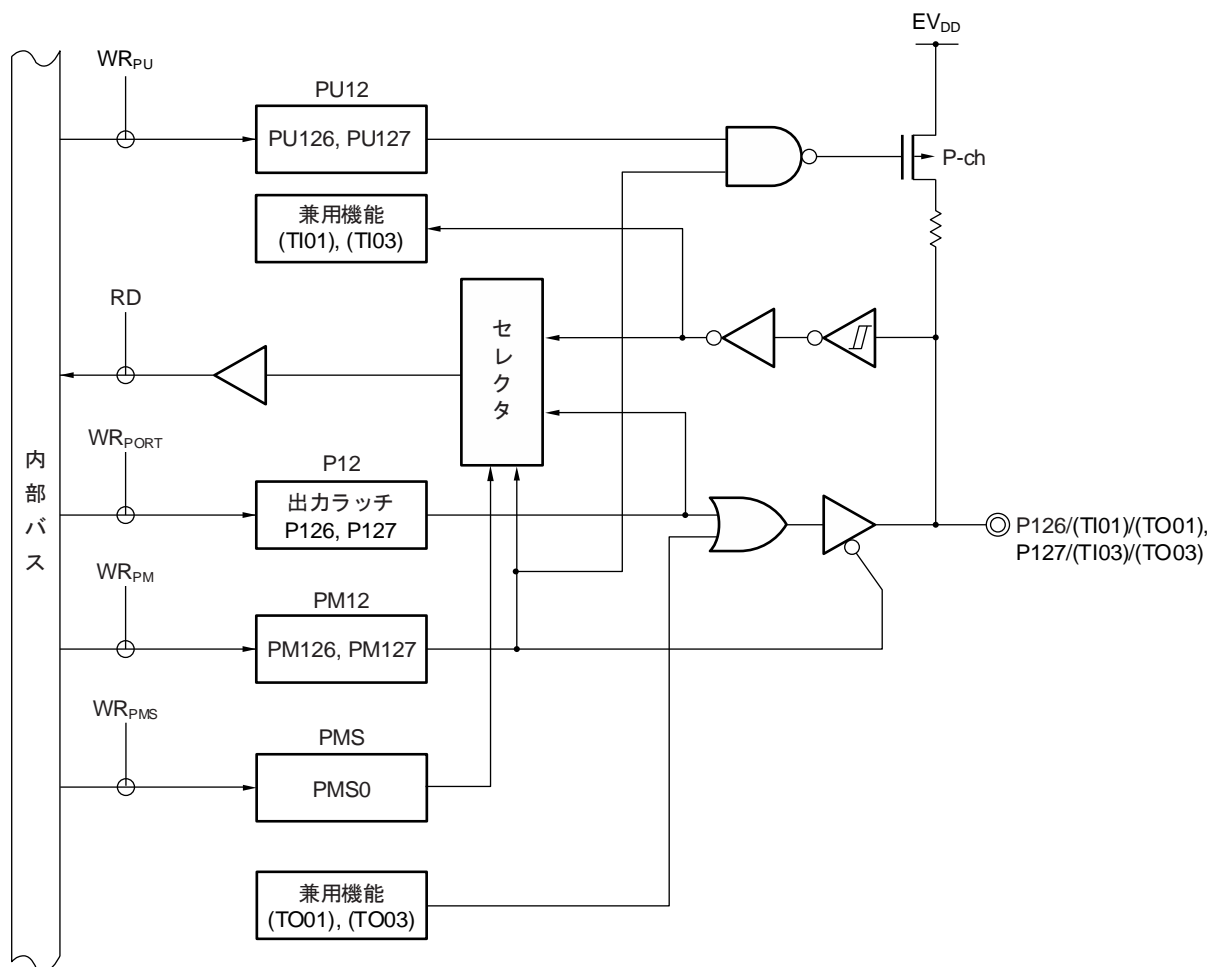 EVDD
WRPU
PU12
PU126, PU127
P-ch
兼用機能
(TI01), (TI03)
RD
セレクタ
WRPORT
P12
内部バス
出力ラッチ
P126, P127
P126/(TI01)/(TO01),
P127/(TI03)/(TO03)
WRPM
PM12
PM126, PM127
WRPMS
PMS
PMS0
兼用機能
(TO01), (TO03)